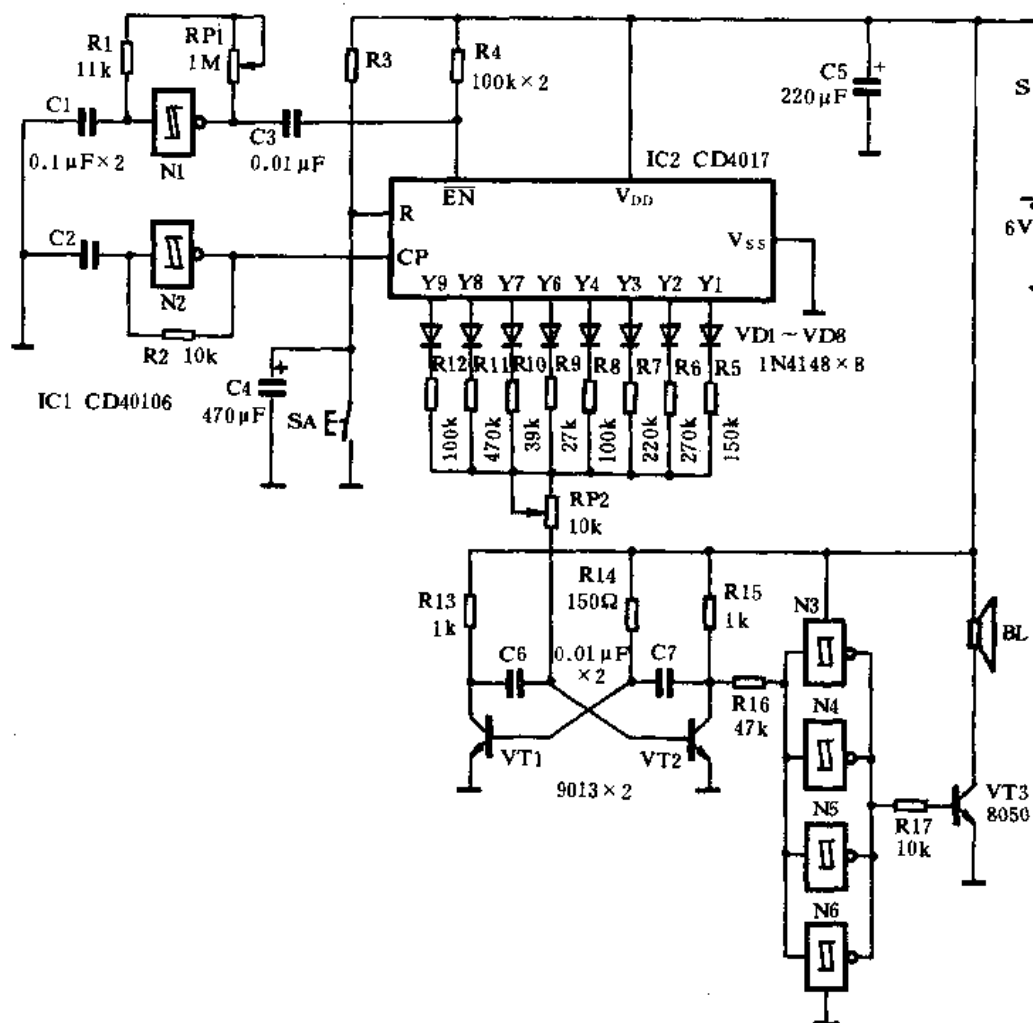 R1
11k
RP1
1M
R3
R4
100k×2
C5
+
220μF
S
C1
0.1μF×2
N1
C3
0.01μF
IC2 CD4017
EN
VDD
R
CP
VSS
6V
C2
N2
R2 10k
Y9 Y8 Y7 Y6 Y4 Y3 Y2 Y1
VD1~VD8
1N4148×8
R12 R11 R10 R9 R8 R7 R6 R5
100k 470k 39k 27k 100k 220k 270k 150k
IC1 CD40106
+
C4
470μF
SA
RP2
10k
R13
1k
R14
150Ω
R15
1k
N3
BL
C6
0.01μF
×2
C7
R16
47k
N4
VT1
VT2
9013×2
N5
R17
10k
VT3
8050
N6